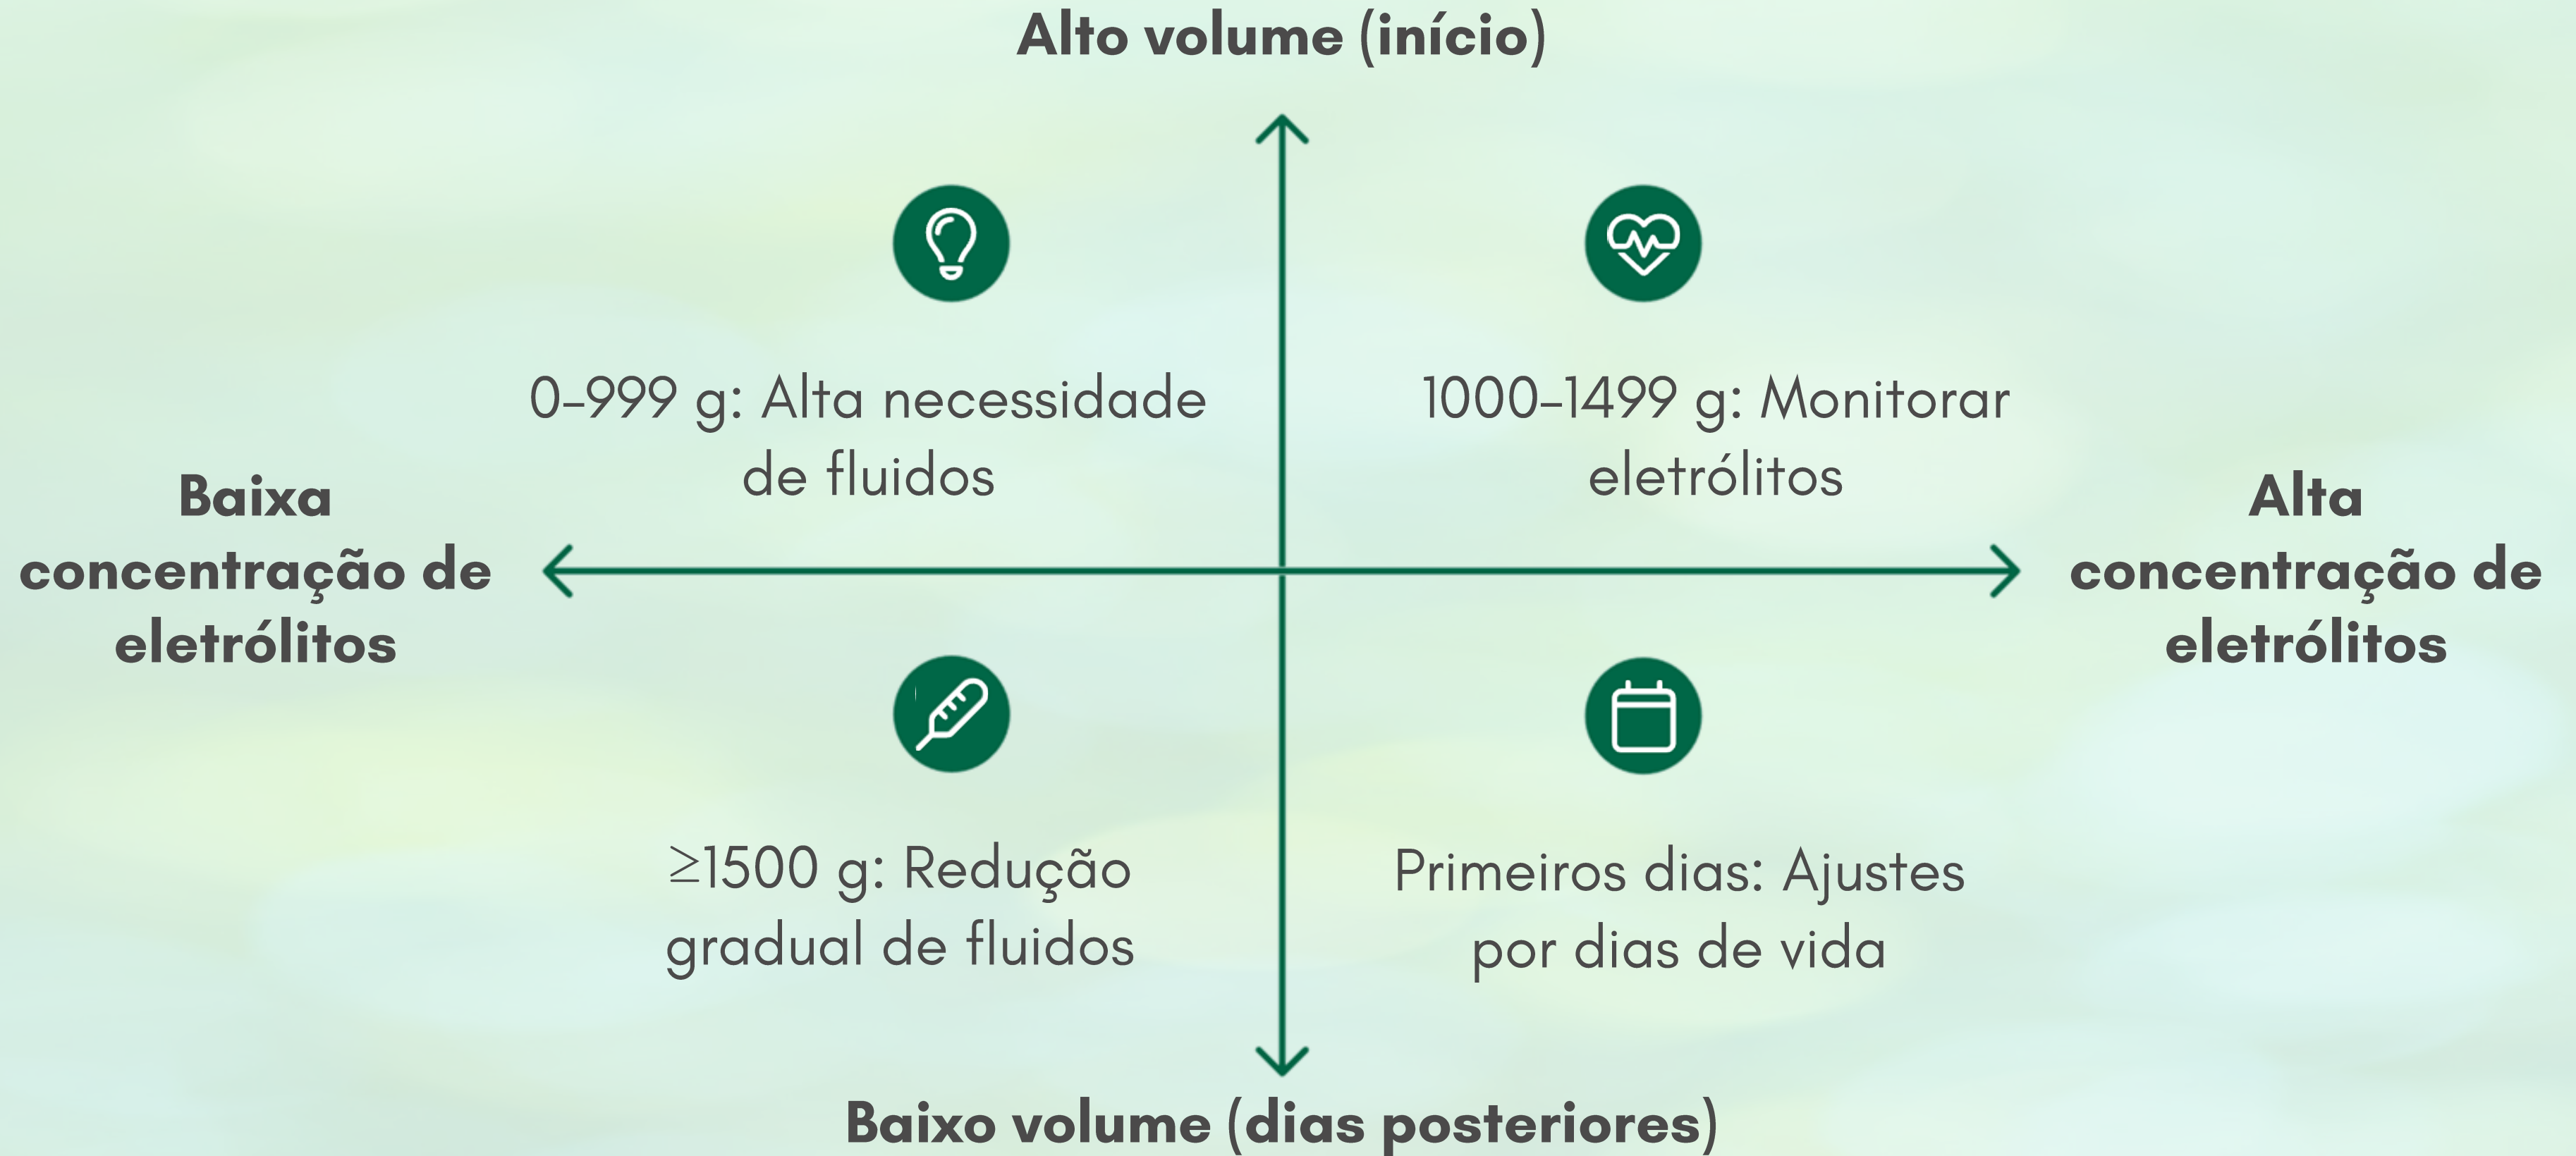 Alto volume (início)
0-999 g: Alta necessidade
de fluidos
1000-1499 g: Monitorar
eletrólitos
Baixa
concentração de
eletrólitos
Alta
concentração de
eletrólitos
≥1500 g: Redução
gradual de fluidos
Primeiros dias: Ajustes
por dias de vida
Baixo volume (dias posteriores)